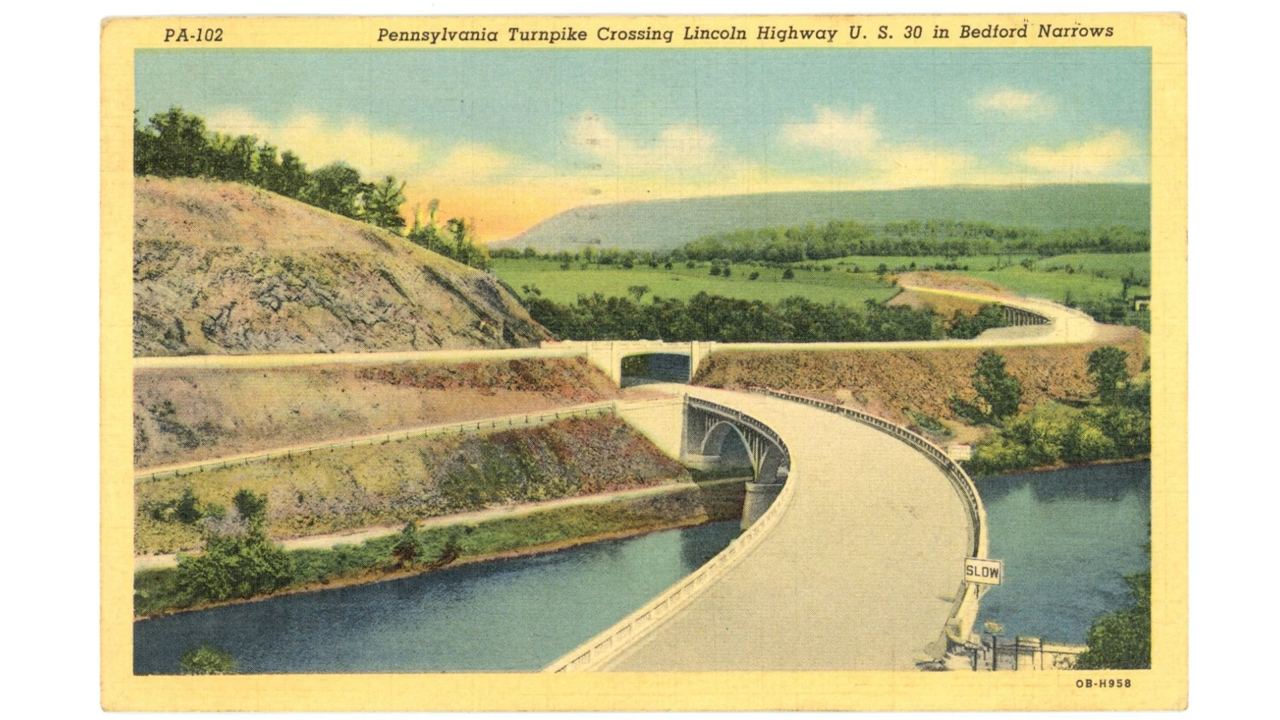 PA-102 Pennsylvania Turnpike Crossing Lincoln Highway U. S. 30 in Bedford Narrows
SLOW
OB-H958